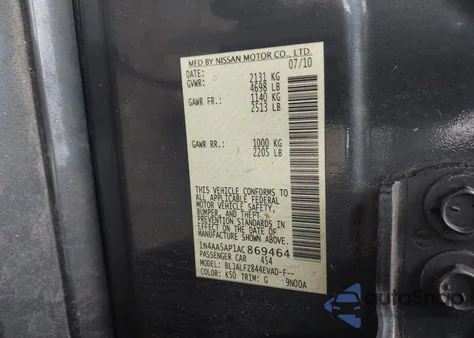 MFD BY NISSAN MOTOR CO., LTD.
DATE: 07/10
GVWR: 2131 KG
4698 LB
GAWR FR.: 1140 KG
2513 LB
GAWR RR.: 1000 KG
2205 LB
THIS VEHICLE CONFORMS TO
ALL APPLICABLE FEDERAL
MOTOR VEHICLE SAFETY,
BUMPER, AND THEFT
PREVENTION STANDARDS IN
EFFECT ON THE DATE OF
MANUFACTURE SHOWN ABOVE.
1N4AA5AP1AC869464
PASSENGER CAR 454
MODEL: BLJALFZ844EVAD-F--
COLOR: K50 TRIM: G 9NODA
AutoSnap